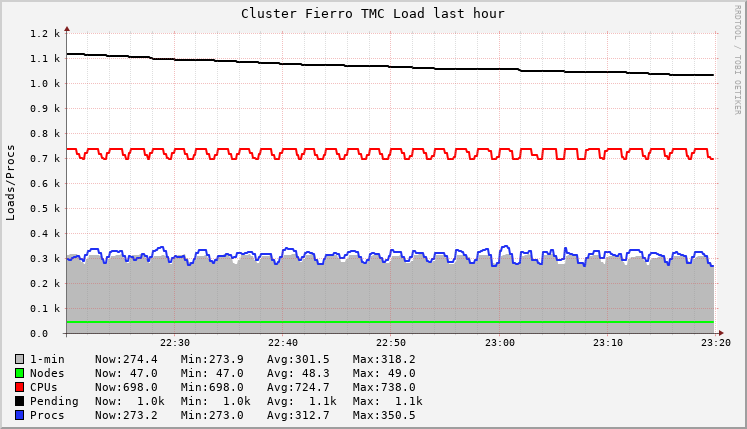 Cluster Fierro TMC Load last hour
RRDTOOL / TOBI OETIKER
Loads/Procs
1.2 k
1.1 k
1.0 k
0.9 k
0.8 k
0.7 k
0.6 k
0.5 k
0.4 k
0.3 k
0.2 k
0.1 k
0.0
22:30 22:40 22:50 23:00 23:10 23:20
1-min Now:274.4 Min:273.9 Avg:301.5 Max:318.2
Nodes Now: 47.0 Min: 47.0 Avg: 48.3 Max: 49.0
CPUs Now:698.0 Min:698.0 Avg:724.7 Max:738.0
Pending Now: 1.0k Min: 1.0k Avg: 1.1k Max: 1.1k
Procs Now:273.2 Min:273.0 Avg:312.7 Max:350.5